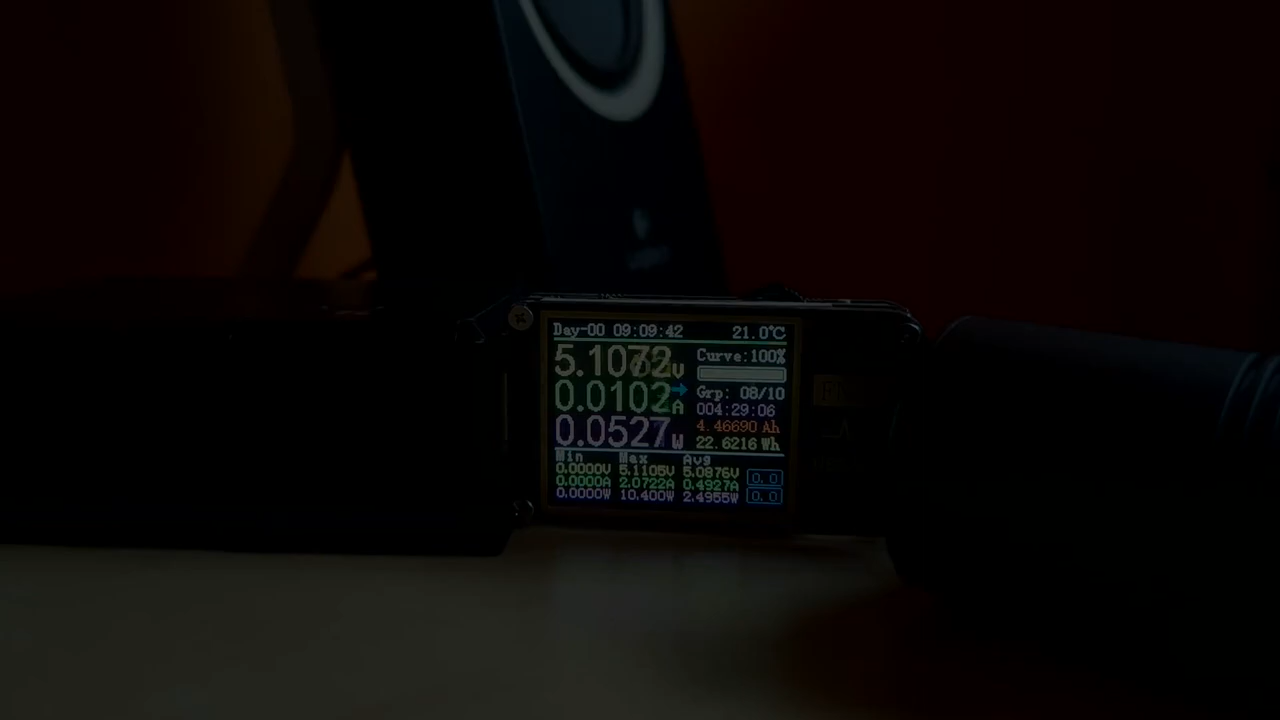 Day-00 09:09:42 21.0℃
5.1072V
0.0102A
0.0527W
Curve:100%
Grp: 08/10
004:29:06
4.46690 Ah
22.6216 Wh
Min Max Avg
0.0000V 5.1105V 5.0876V
0.0000A 2.0722A 0.4927A
0.0000W 10.400W 2.4955W
0.0
0.0